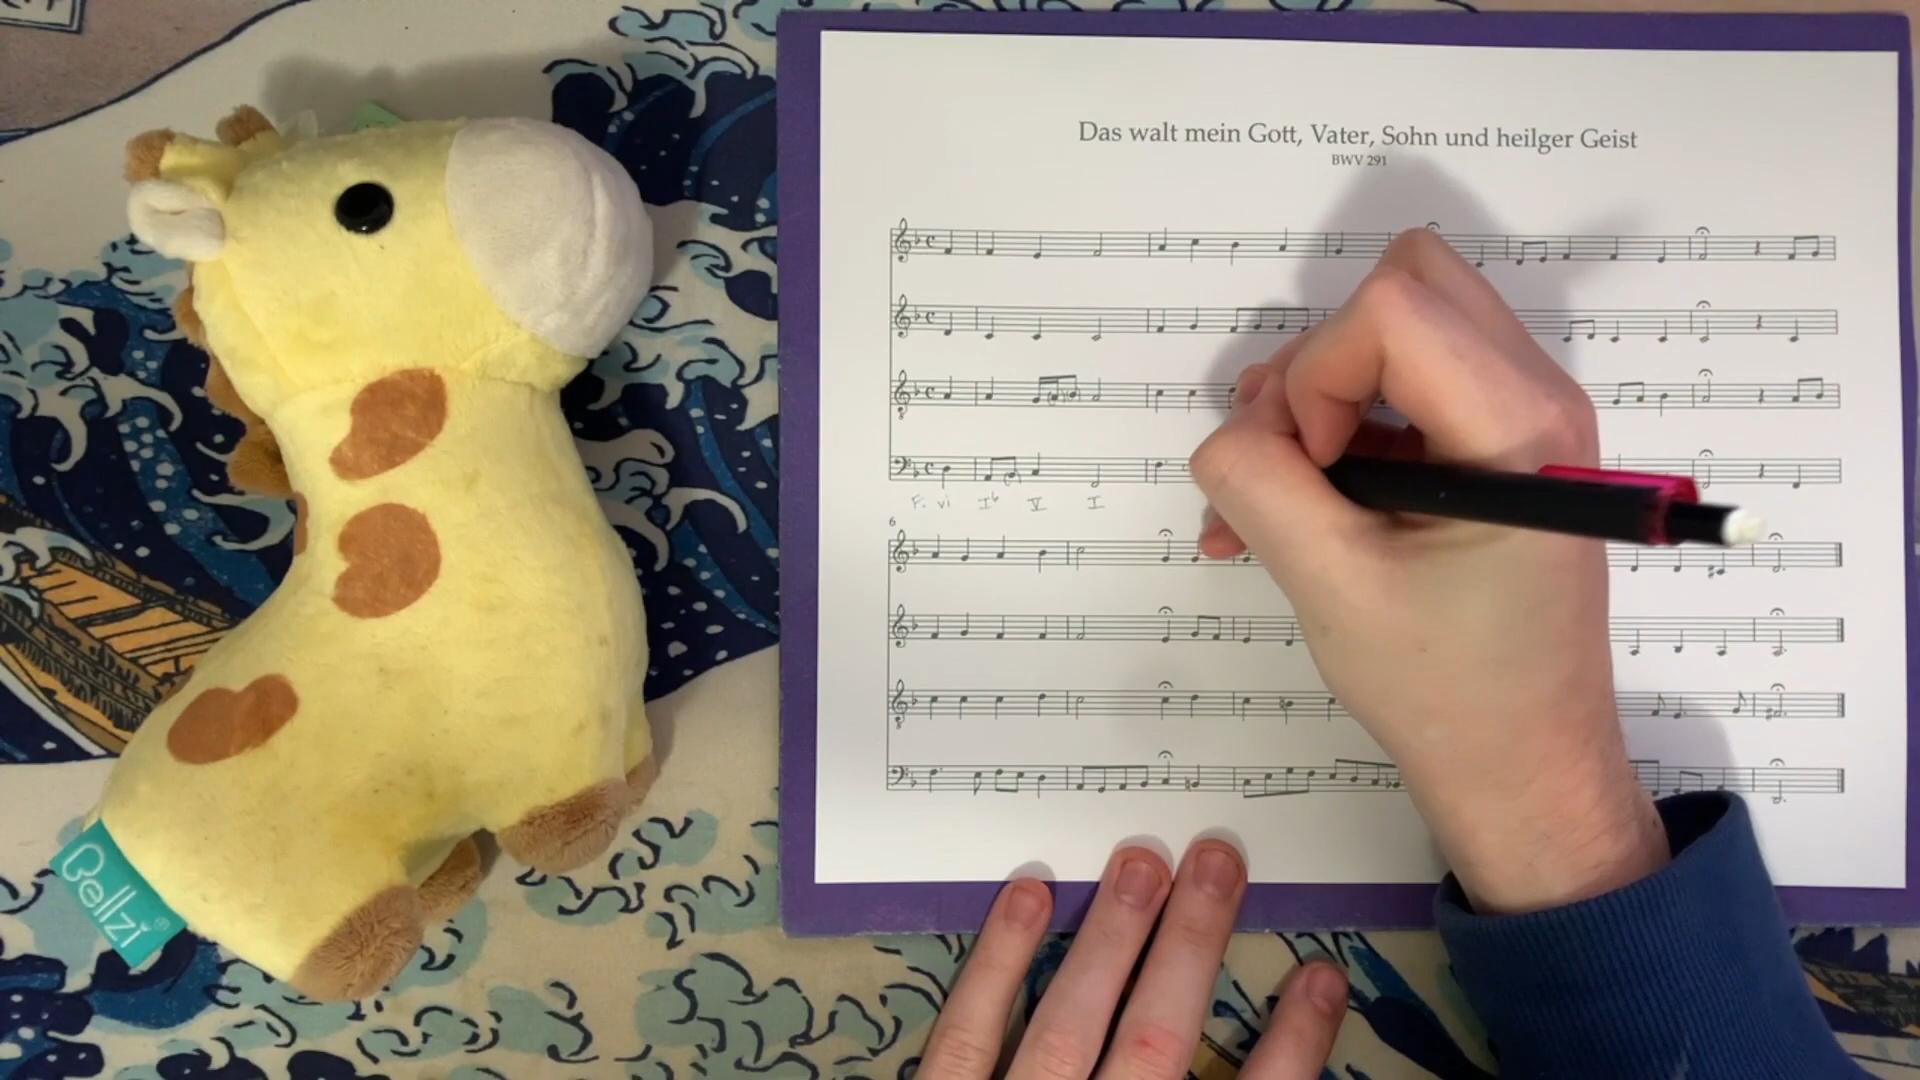 Das walt mein Gott, Vater, Sohn und heilger Geist
BWV 291
F: vi I6 V I
6
Bellzi®